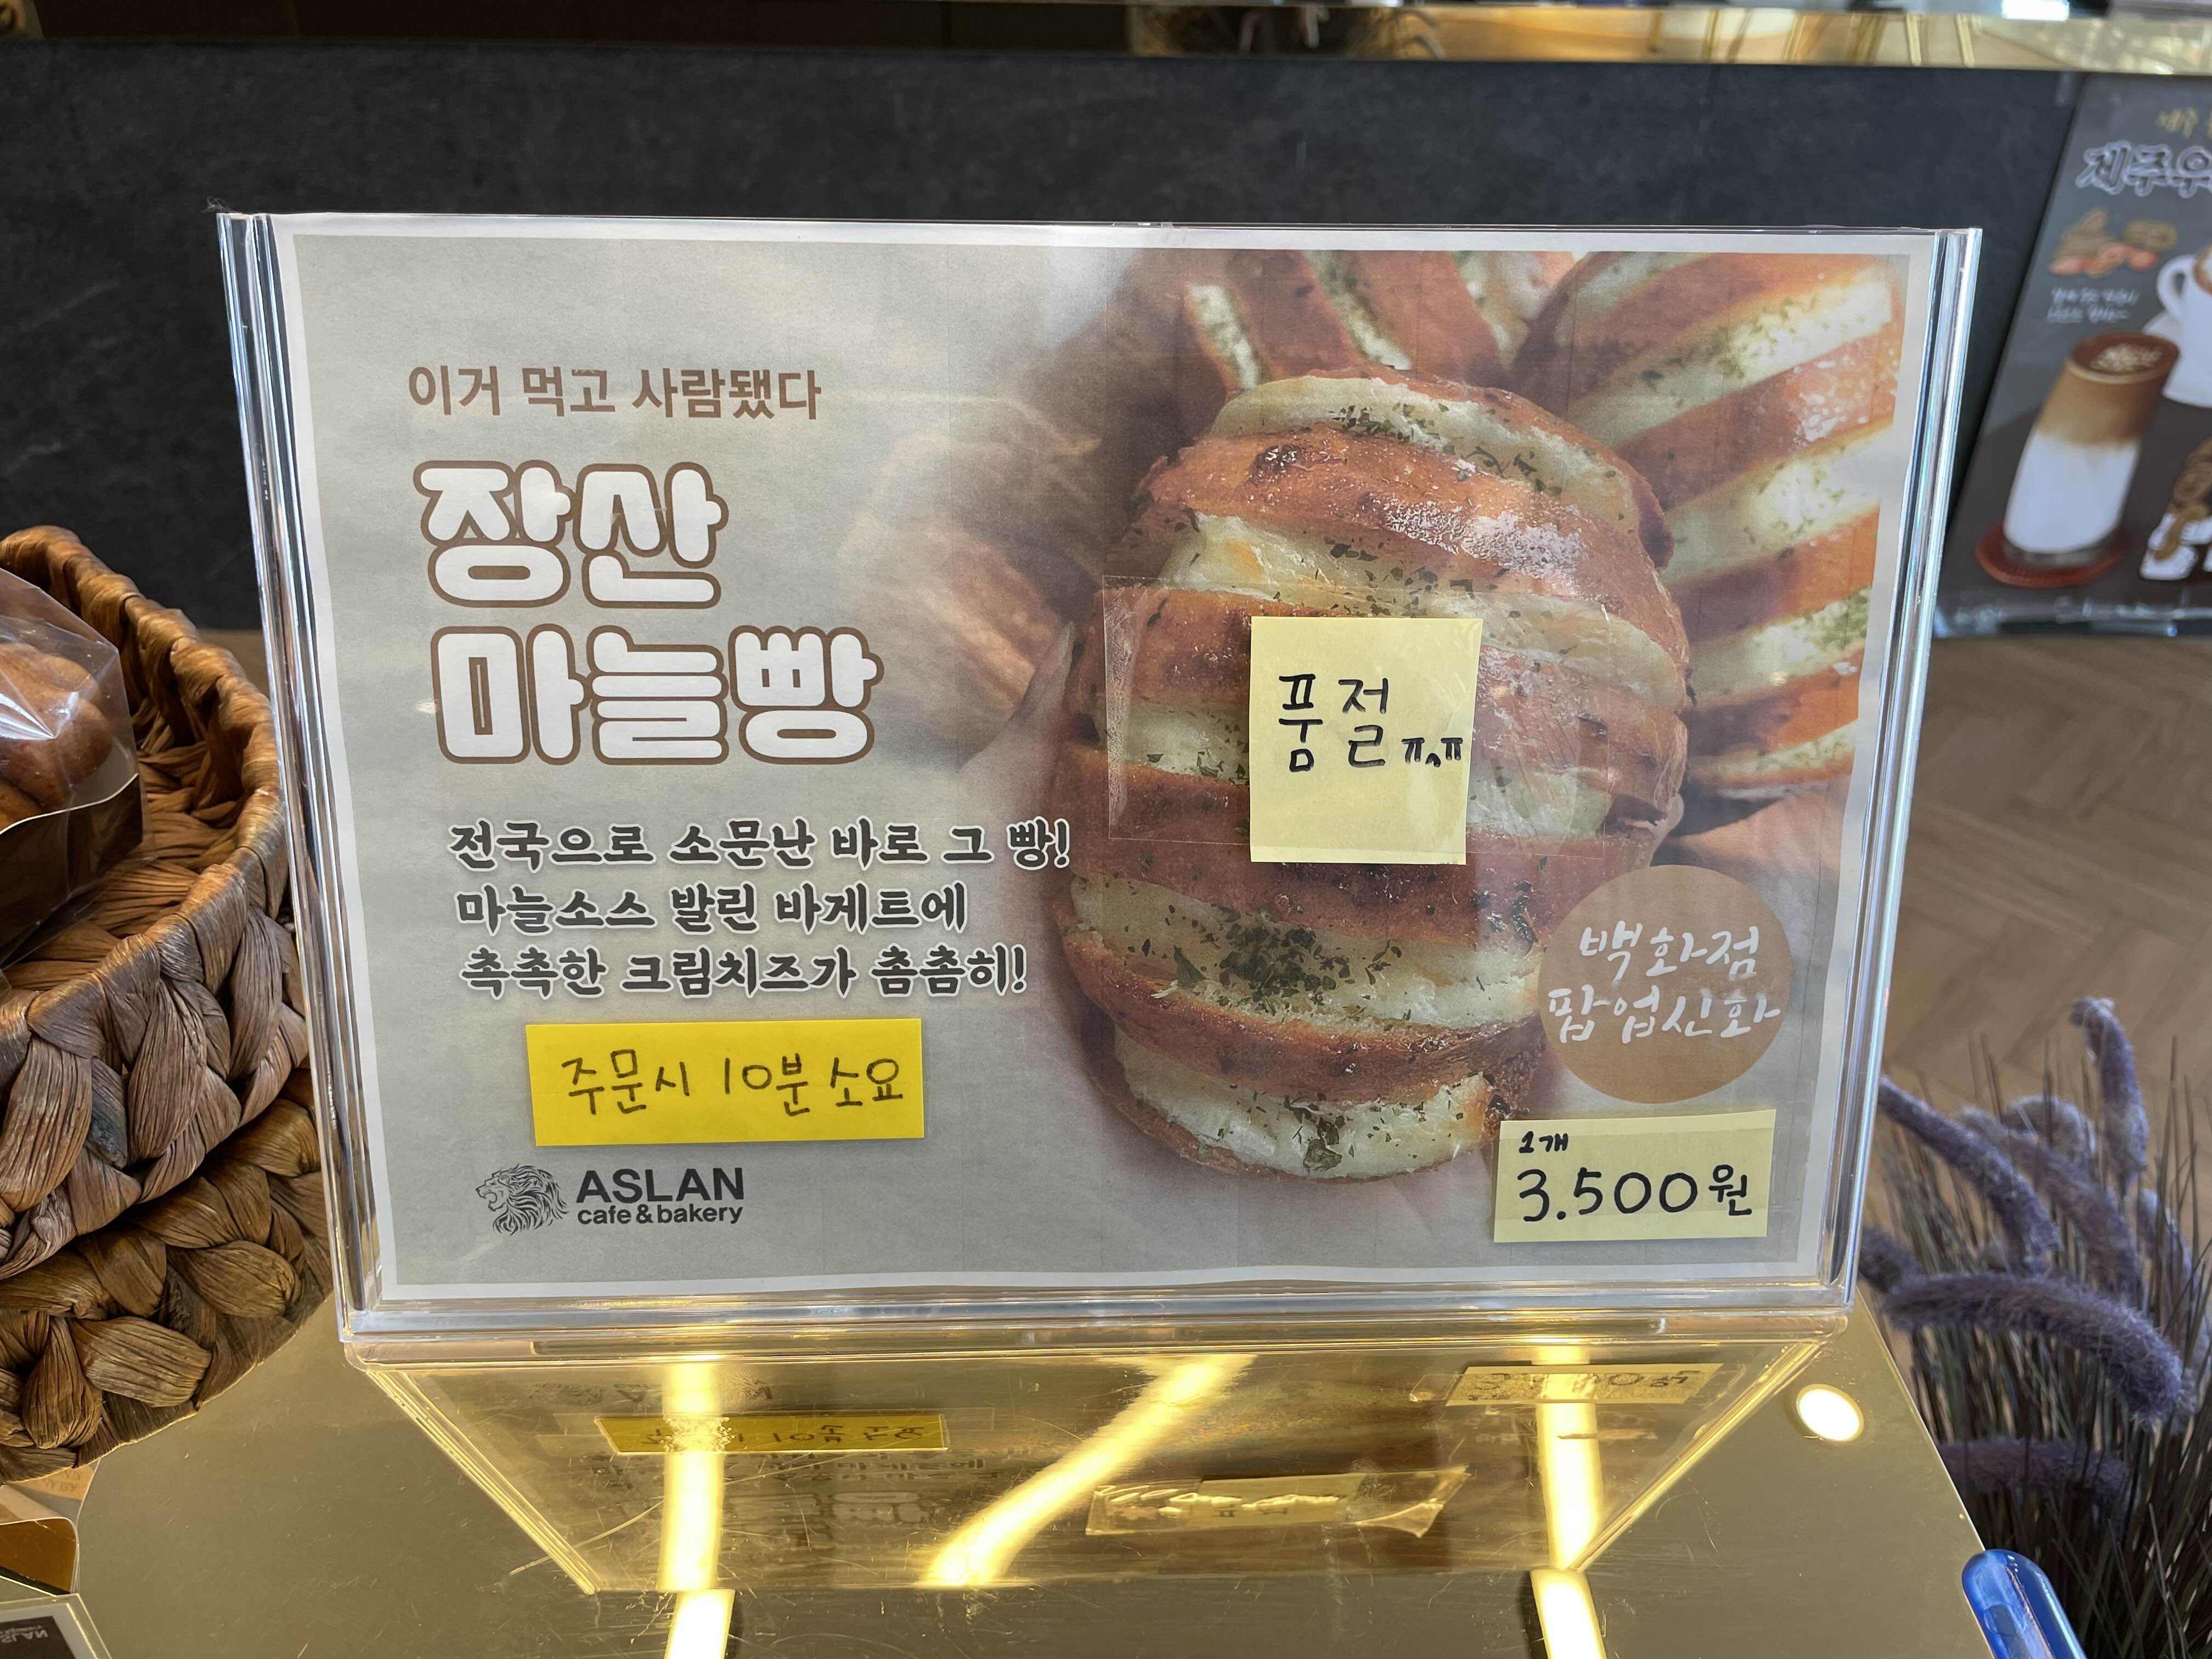 이거 먹고 사람됐다
장산
마늘빵
전국으로 소문난 바로 그 빵!
마늘소스 발린 바게트에
촉촉한 크림치즈가 촘촘히!
주문시 10분 소요
ASLAN
cafe & bakery
품절 ㅠ^ㅠ
백화점
팝업신화
1개
3.500원
제주